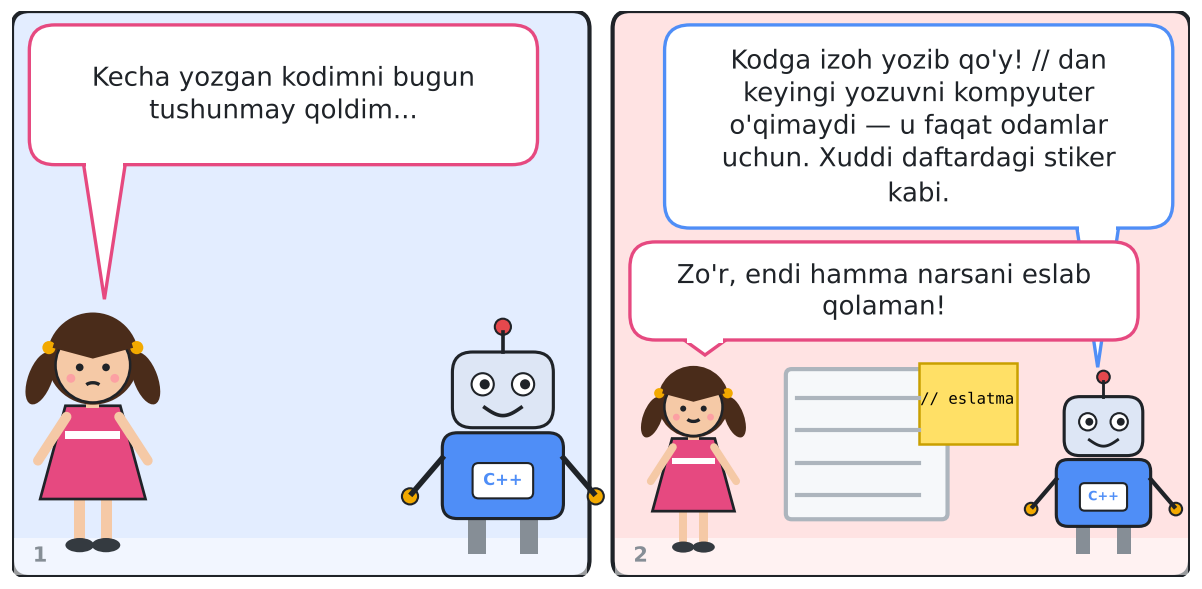 Kecha yozgan kodimni bugun
tushunmay qoldim...
C++
1
Kodga izoh yozib qo'y! // dan
keyingi yozuvni kompyuter
o'qimaydi — u faqat odamlar
uchun. Xuddi daftardagi stiker
kabi.
Zo'r, endi hamma narsani eslab
qolaman!
// eslatma
C++
2